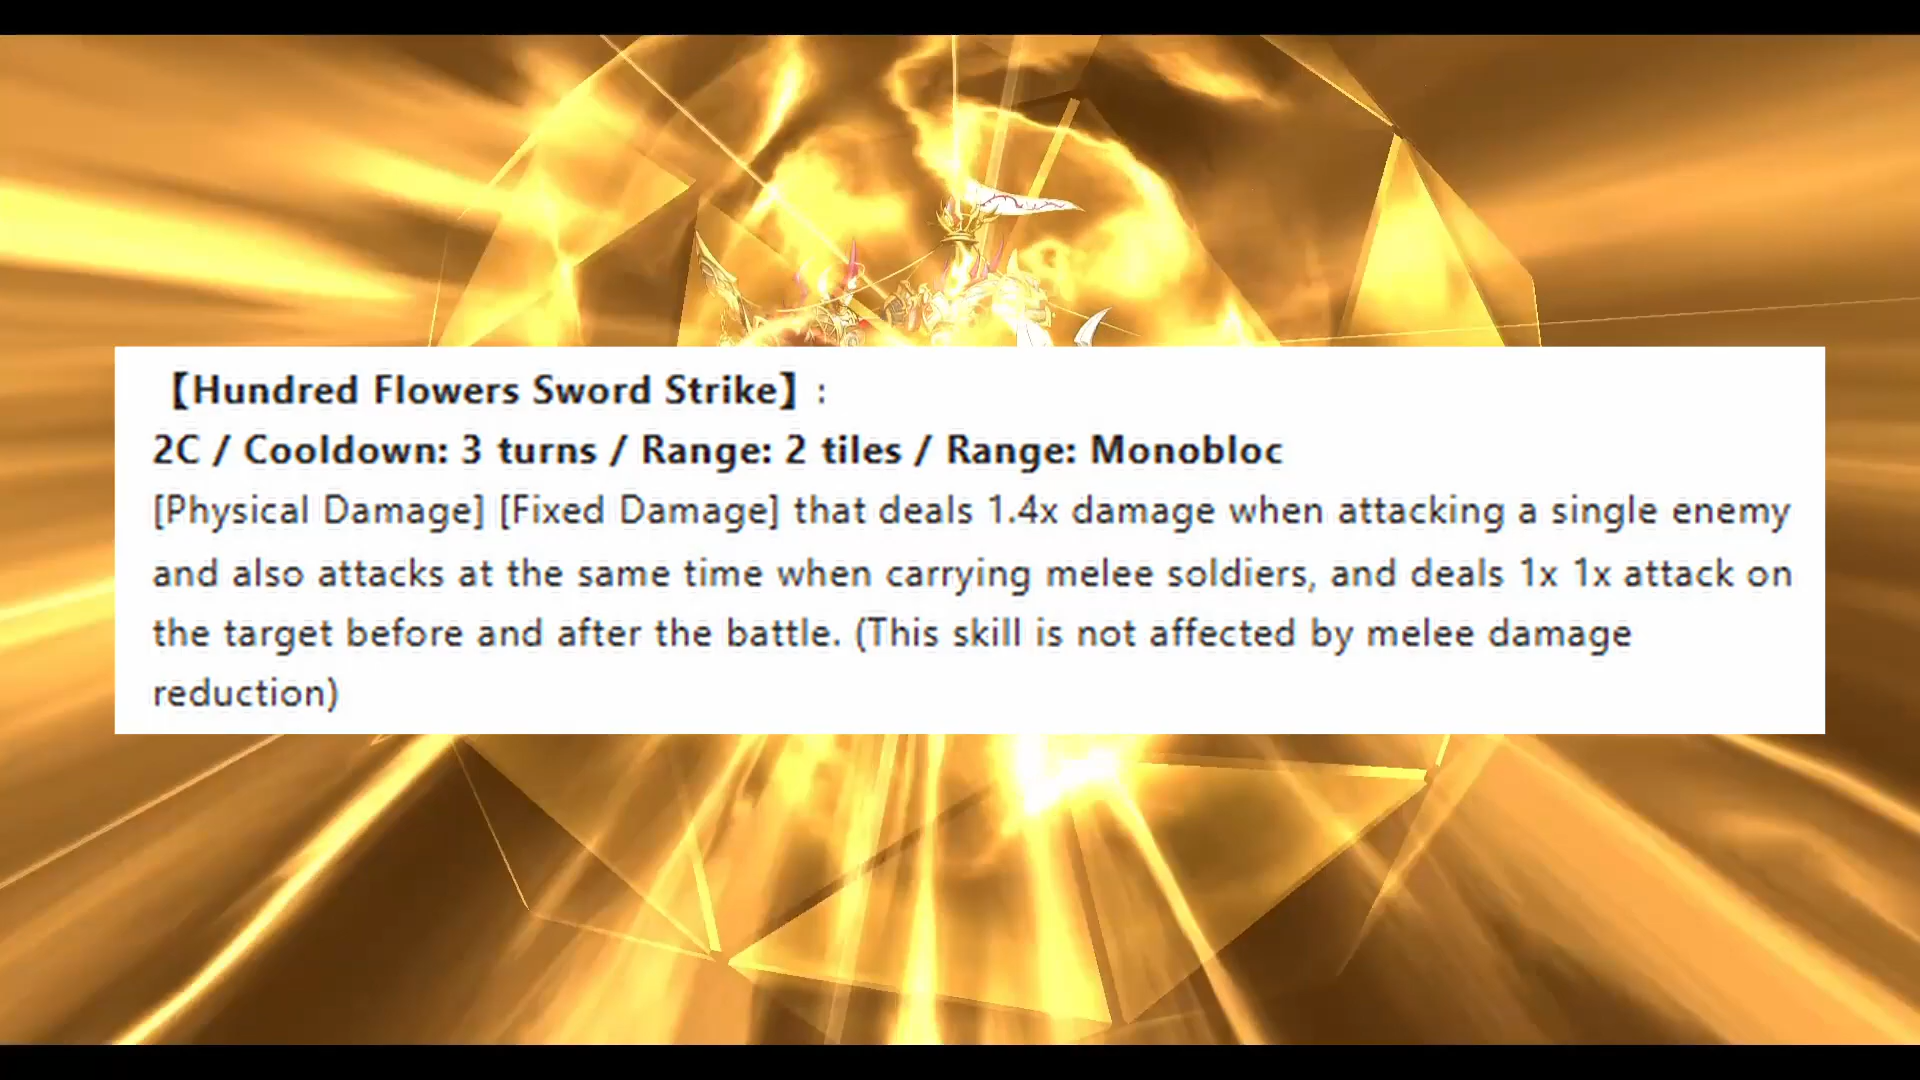 【Hundred Flowers Sword Strike】 :
2C / Cooldown: 3 turns / Range: 2 tiles / Range: Monobloc
[Physical Damage] [Fixed Damage] that deals 1.4x damage when attacking a single enemy
and also attacks at the same time when carrying melee soldiers, and deals 1x 1x attack on
the target before and after the battle. (This skill is not affected by melee damage
reduction)